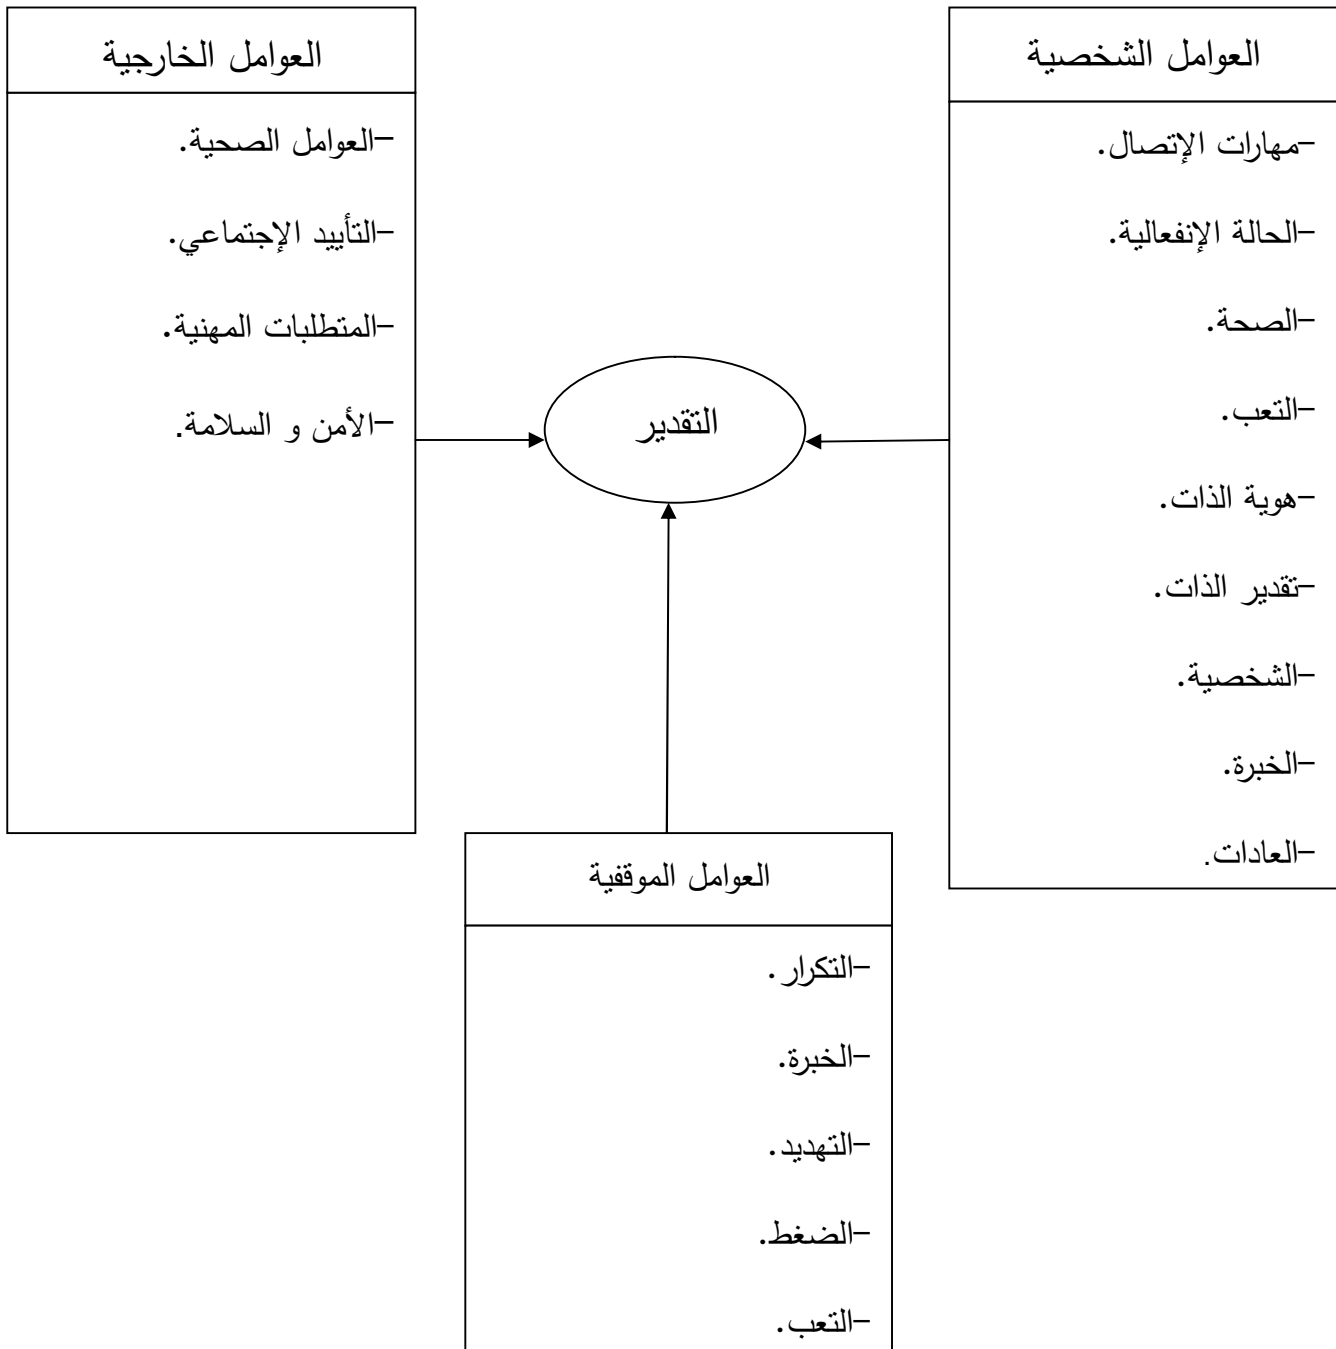 العوامل الشخصية
-مهارات الإتصال.
-الحالة الإنفعالية.
-الصحة.
-التعب.
-هوية الذات.
-تقدير الذات.
-الشخصية.
-الخبرة.
-العادات.
التقدير
العوامل الخارجية
-العوامل الصحية.
-التأييد الإجتماعي.
-المتطلبات المهنية.
-الأمن و السلامة.
العوامل الموقفية
-التكرار.
-الخبرة.
-التهديد.
-الضغط.
-التعب.